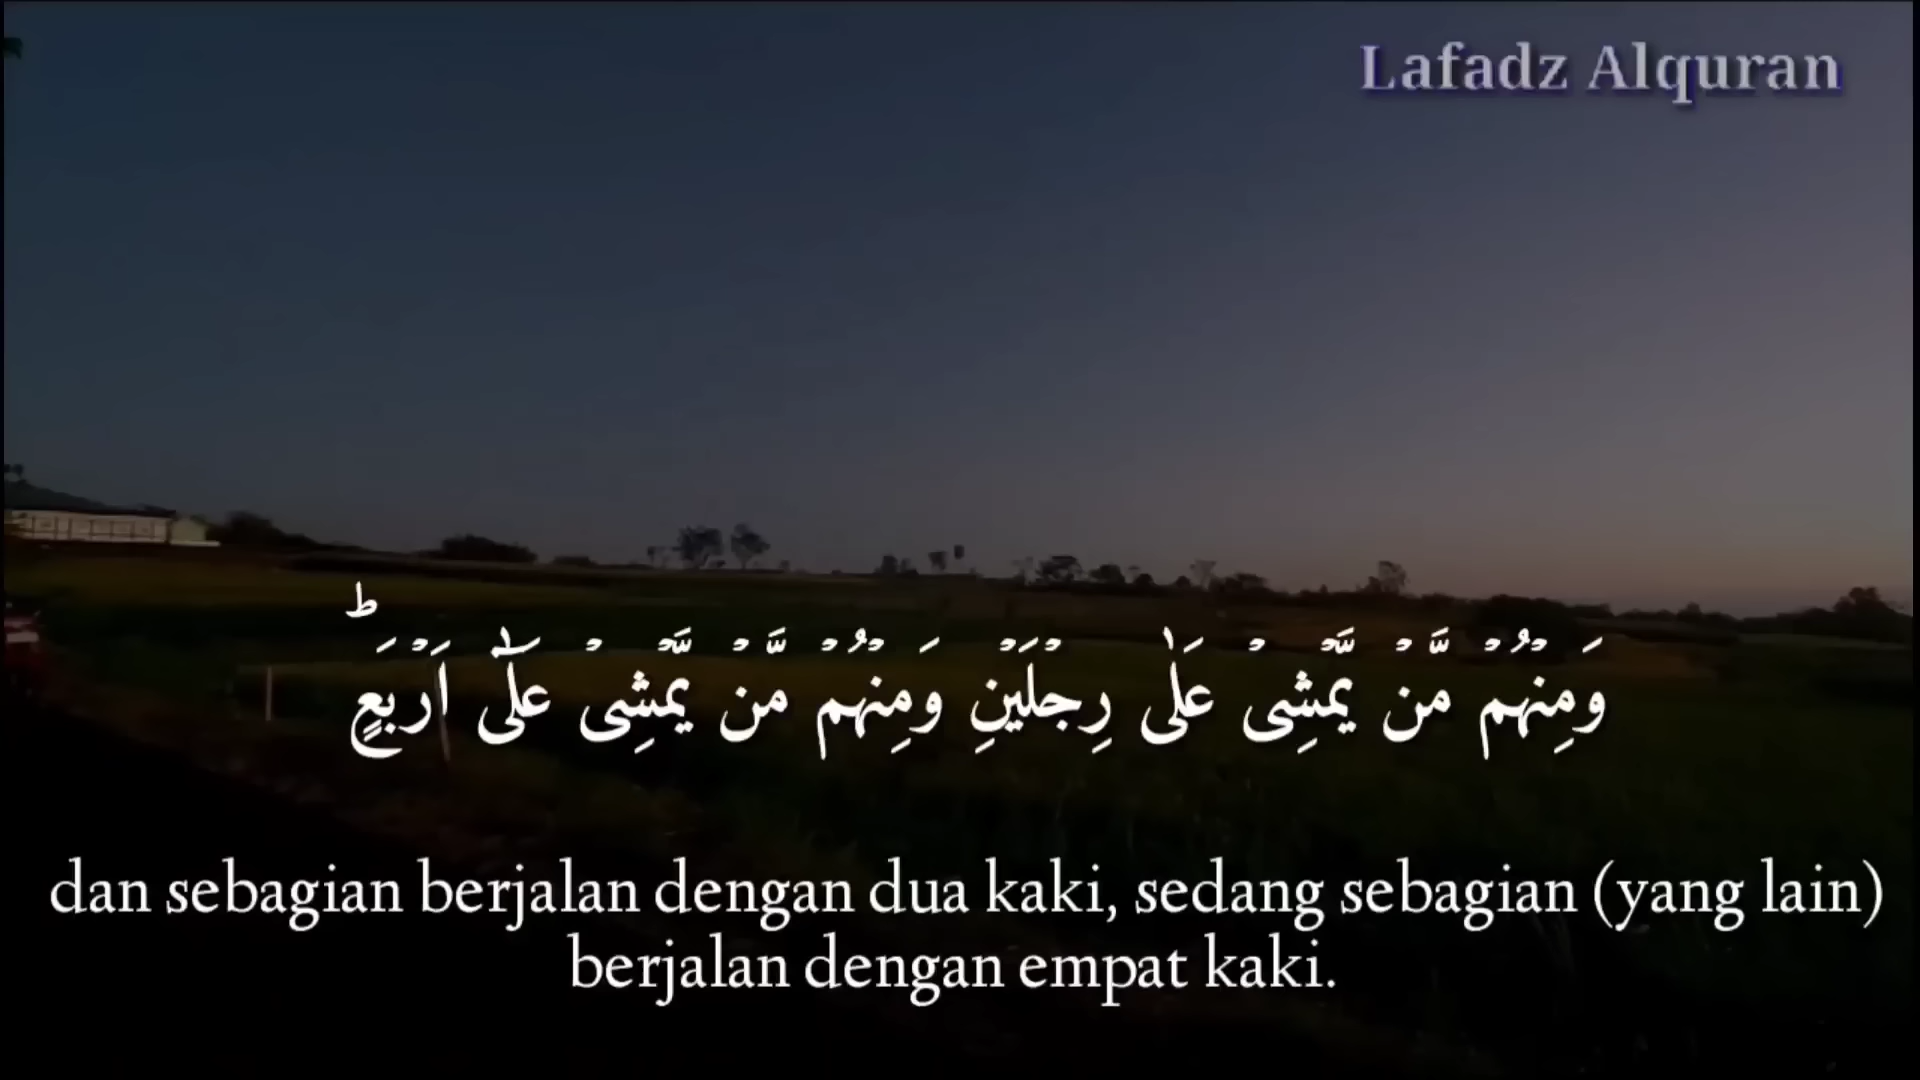 Lafadz Alquran
وَمِنۡهُمۡ مَّنۡ يَّمۡشِىۡ عَلٰى رِجۡلَيۡنِ‌ وَمِنۡهُمۡ مَّنۡ يَّمۡشِىۡ عَلٰٓى اَرۡبَعٍ‌ؕ
dan sebagian berjalan dengan dua kaki, sedang sebagian (yang lain)
berjalan dengan empat kaki.